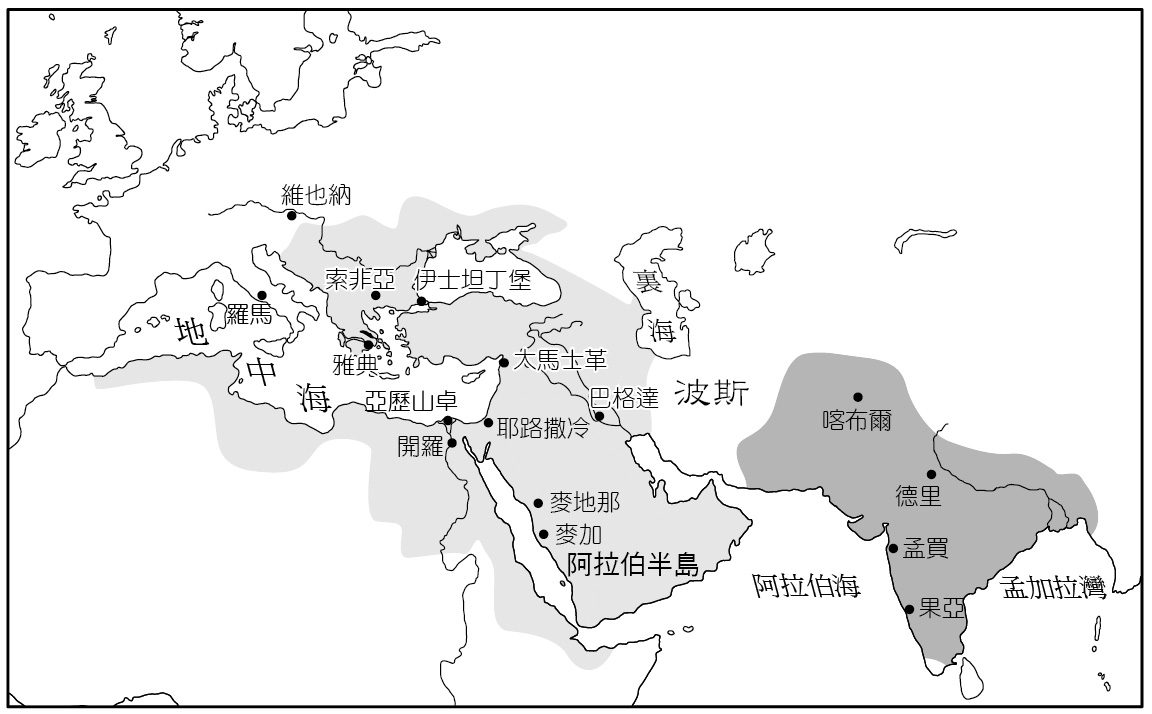 維也納
索非亞
伊士坦丁堡
裏海
羅馬
地中海
雅典
大馬士革
亞歷山卓
巴格達
波斯
喀布爾
耶路撒冷
開羅
德里
麥地那
麥加
孟買
阿拉伯半島
阿拉伯海
孟加拉灣
果亞